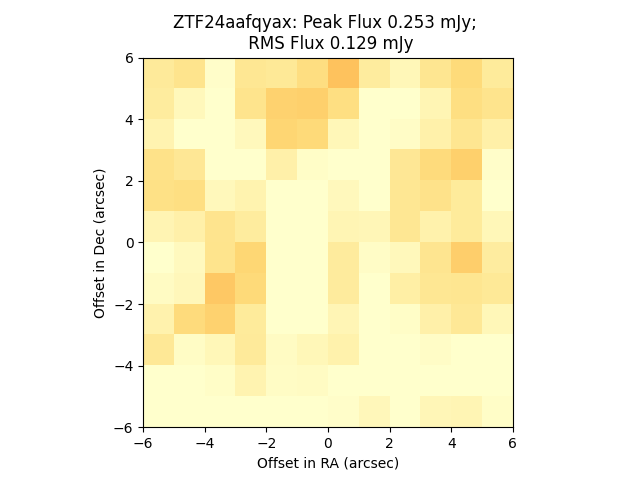 ZTF24aafqyax: Peak Flux 0.253 mJy;
RMS Flux 0.129 mJy
6
4
2
0
−2
−4
−6
Offset in Dec (arcsec)
−6 −4 −2 0 2 4 6
Offset in RA (arcsec)